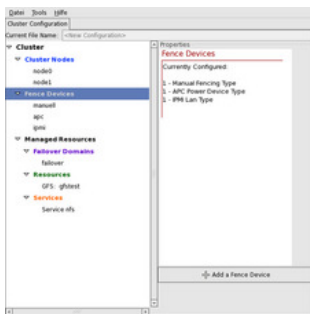 Datei Tools Hilfe
Cluster Configuration
Current File Name: <New Configuration>
Cluster
Cluster Nodes
node0
node1
Fence Devices
manuell
apc
ipmi
Managed Resources
Failover Domains
failover
Resources
GFS: gfstest
Services
Service nfs
Properties
Fence Devices
Currently Configured:
1 - Manual Fencing Type
1 - APC Power Device Type
1 - IPMI Lan Type
Add a Fence Device